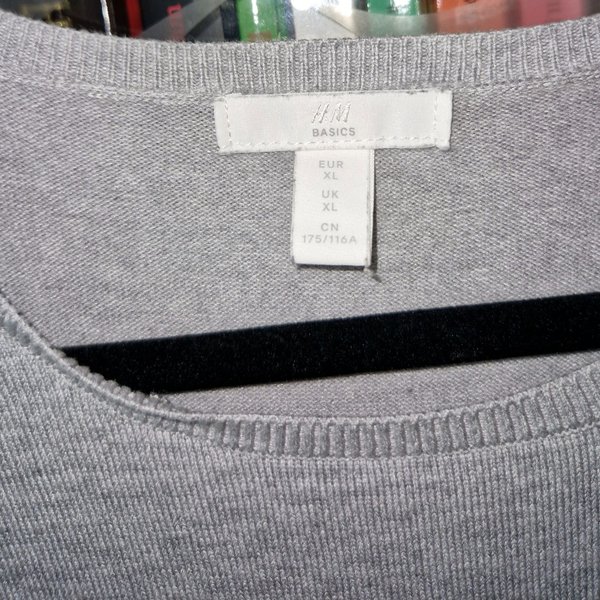 H&M
BASICS
EUR
XL
UK
XL
CN
175/116A